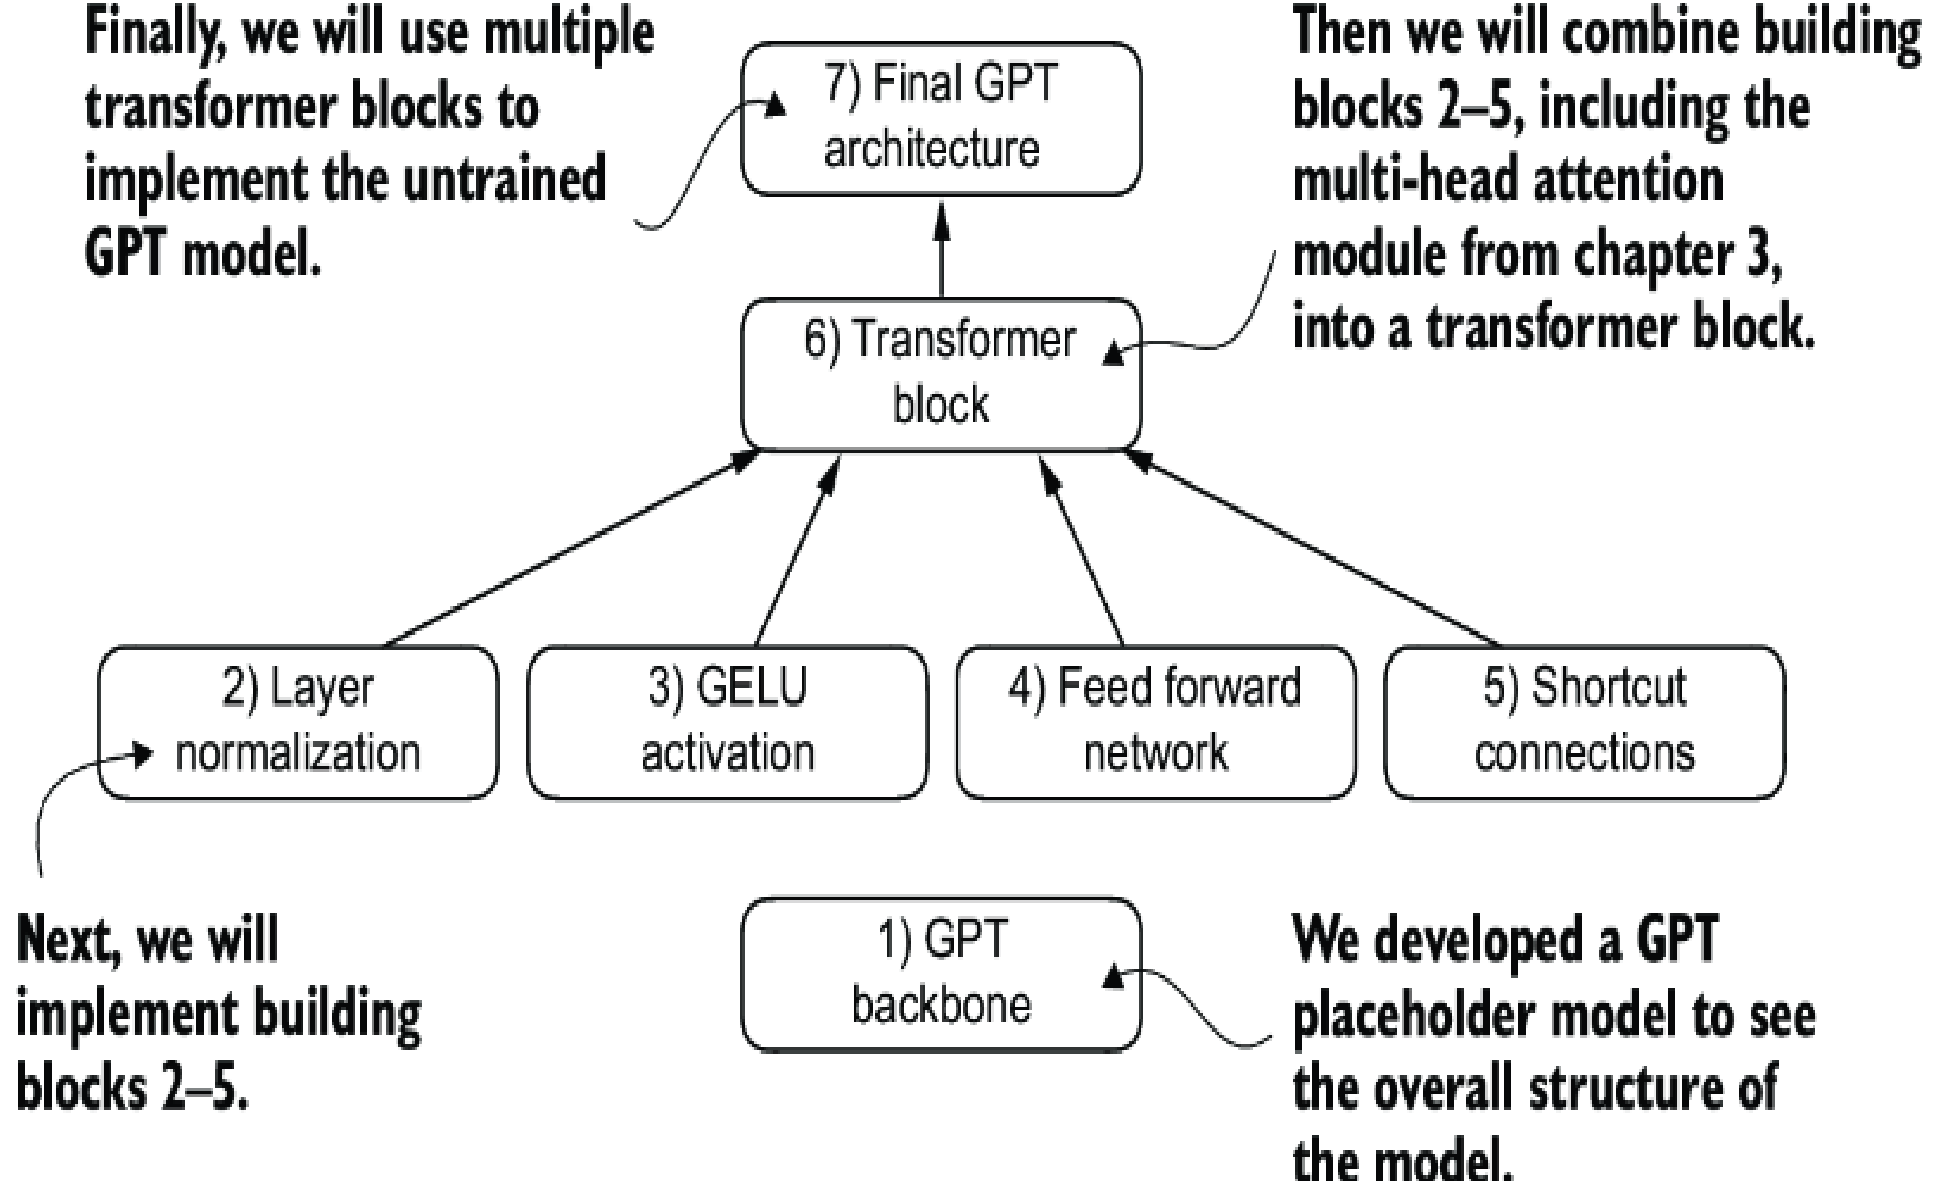 Finally, we will use multiple
transformer blocks to
implement the untrained
GPT model.
7) Final GPT
architecture
Then we will combine building
blocks 2–5, including the
multi-head attention
module from chapter 3,
into a transformer block.
6) Transformer
block
2) Layer
normalization
3) GELU
activation
4) Feed forward
network
5) Shortcut
connections
Next, we will
implement building
blocks 2–5.
1) GPT
backbone
We developed a GPT
placeholder model to see
the overall structure of
the model.